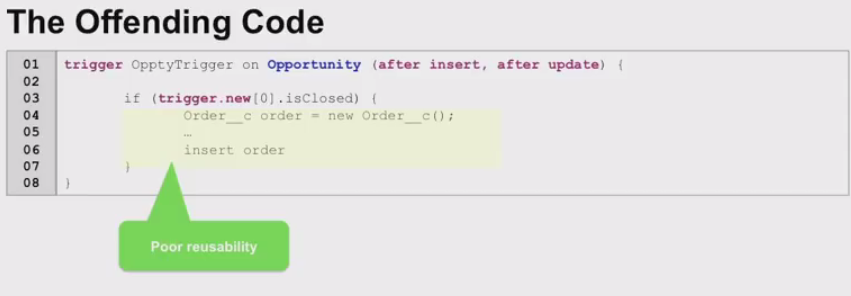 The Offending Code
01 trigger OpptyTrigger on Opportunity (after insert, after update) {
02
03 if (trigger.new[0].isClosed) {
04 Order__c order = new Order__c();
05 …
06 insert order
07 }
08 }
Poor reusability